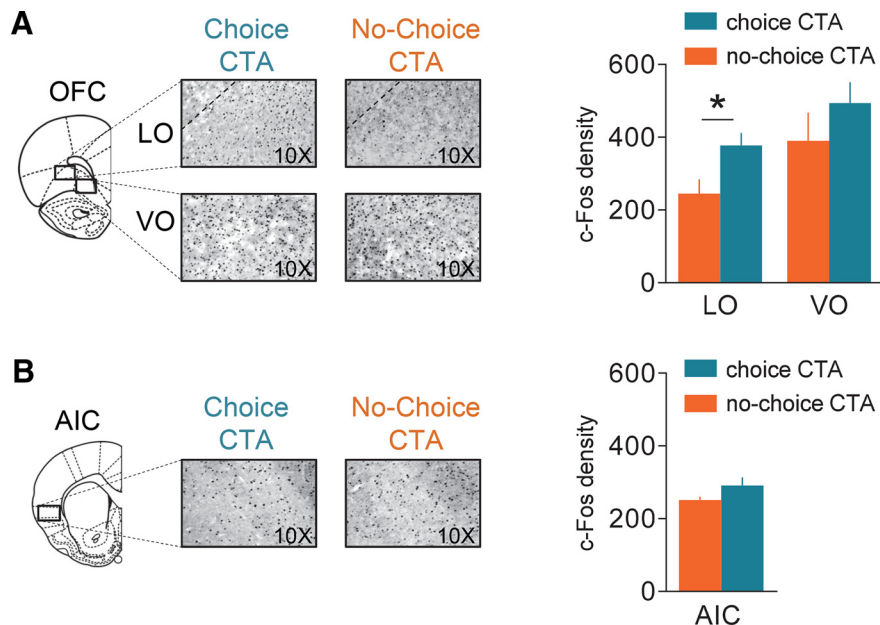 A
OFC
Choice
CTA
No-Choice
CTA
LO
10X
10X
VO
10X
10X
choice CTA
no-choice CTA
c-Fos density
600
400
200
0
*
LO
VO
B
AIC
Choice
CTA
No-Choice
CTA
10X
10X
choice CTA
no-choice CTA
c-Fos density
600
400
200
0
AIC